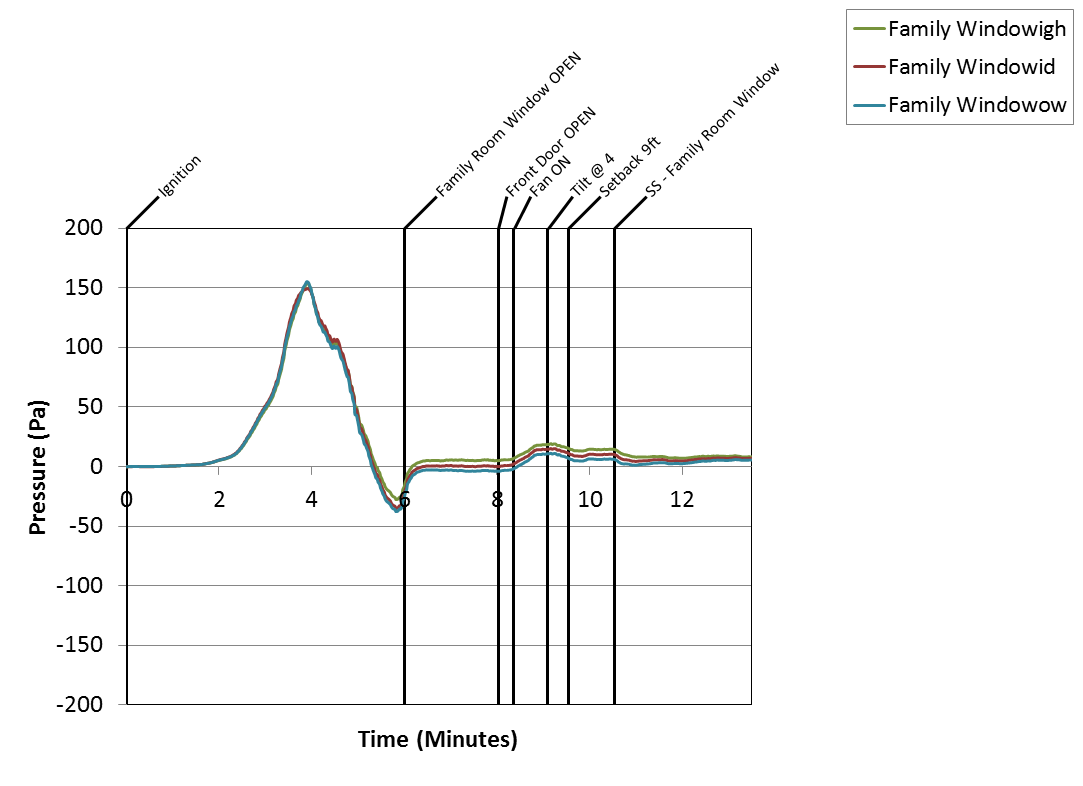 Family Windowigh
Family Windowid
Family Windowow
Ignition
Family Room Window OPEN
Front Door OPEN
Fan ON
Tilt @ 4
Setback 9ft
SS - Family Room Window
200
150
100
50
0
-50
-100
-150
-200
0 2 4 6 8 10 12
Pressure (Pa)
Time (Minutes)